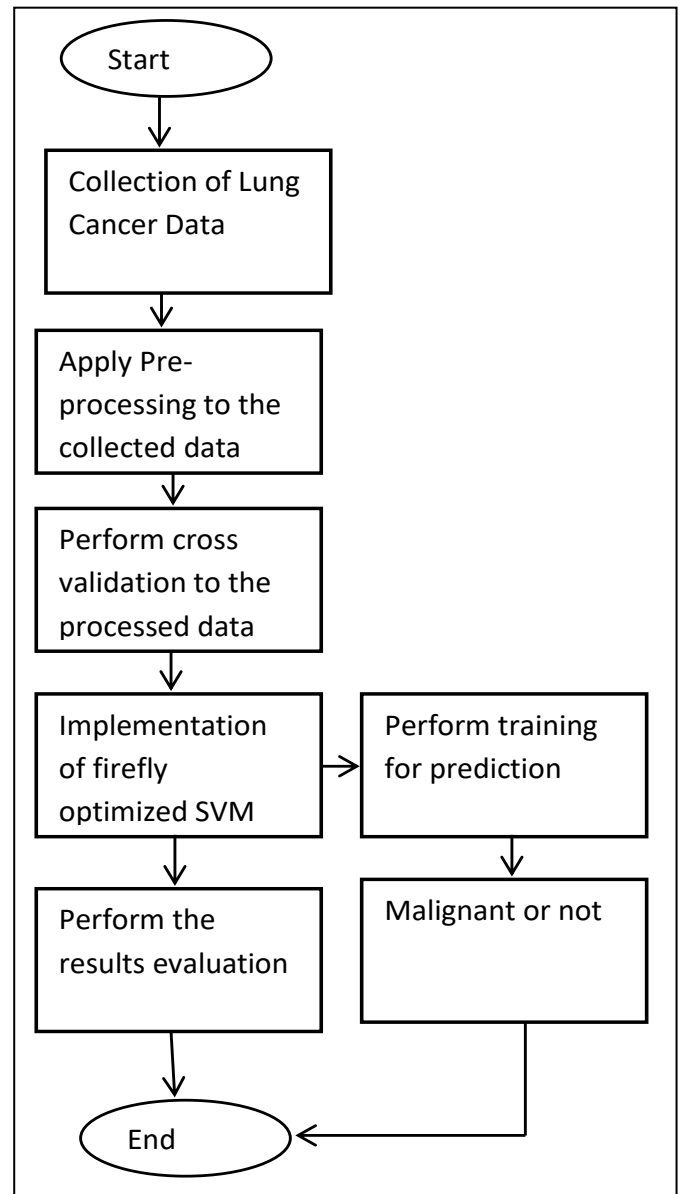 Start
Collection of Lung
Cancer Data
Apply Pre-
processing to the
collected data
Perform cross
validation to the
processed data
Implementation
of firefly
optimized SVM
Perform training
for prediction
Perform the
results evaluation
Malignant or not
End